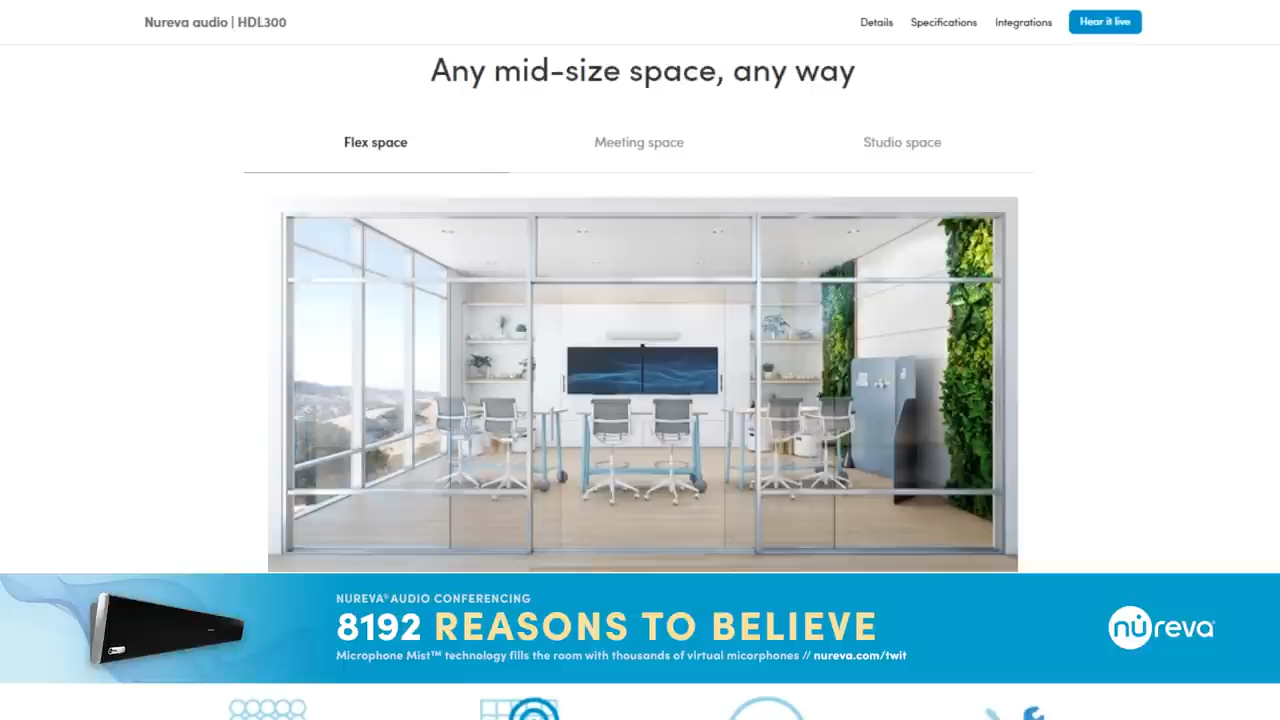 Nureva audio | HDL300
Details
Specifications
Integrations
Hear it live
Any mid-size space, any way
Flex space
Meeting space
Studio space
NUREVA® AUDIO CONFERENCING
8192 REASONS TO BELIEVE
Microphone Mist™ technology fills the room with thousands of virtual micorphones // nureva.com/twit
nureva